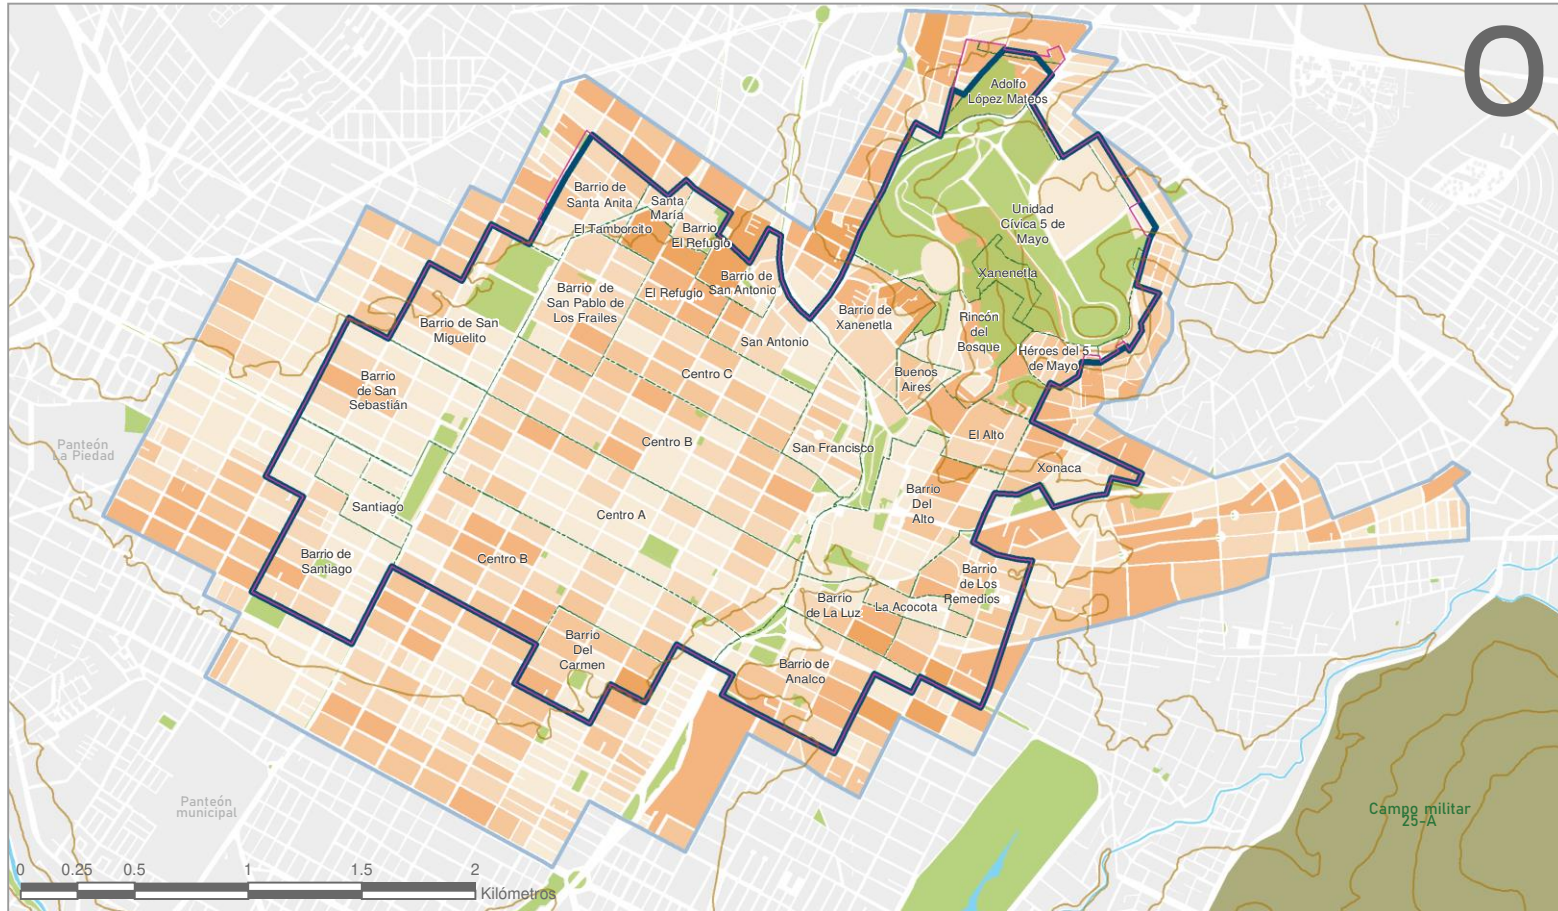 O
Adolfo
López Mateos
Barrio de
Santa Anita
Santa
María
El Tamborcito
Barrio
El Refugio
Unidad
Cívica 5 de
Mayo
Xanenetla
Barrio de
San Antonio
El Refugio
Barrio de
San Pablo de
Los Frailes
Barrio de
Xanenetla
Rincón
del
Bosque
Barrio de San
Miguelito
San Antonio
Héroes del 5
de Mayo
Buenos
Aires
Centro C
Barrio
de San
Sebastián
Panteón
La Piedad
Centro B
San Francisco
El Alto
Xonaca
Santiago
Centro A
Barrio
Del
Alto
Barrio de
Santiago
Centro B
Barrio
de Los
Remedios
Barrio
de La Luz
La Acocota
Barrio
Del
Carmen
Barrio de
Analco
Panteón
municipal
Campo militar
25-A
0 0.25 0.5 1 1.5 2
Kilómetros